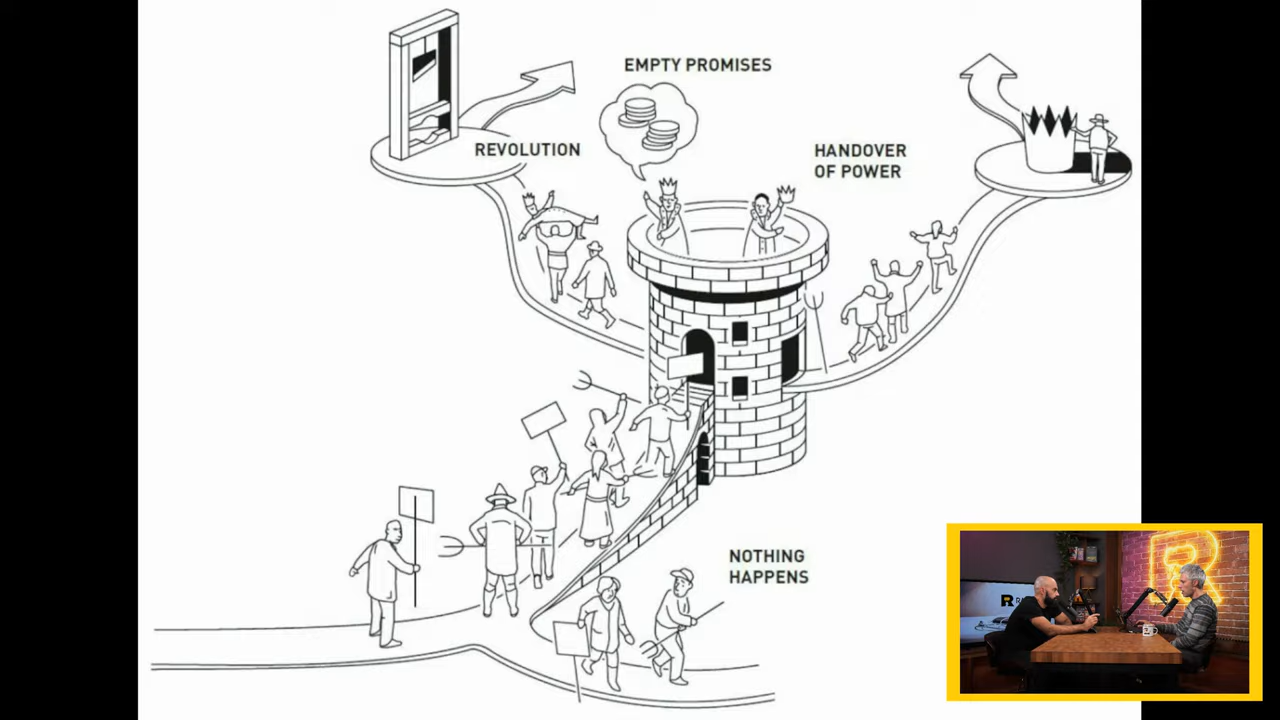 EMPTY PROMISES
REVOLUTION
HANDOVER
OF POWER
NOTHING
HAPPENS